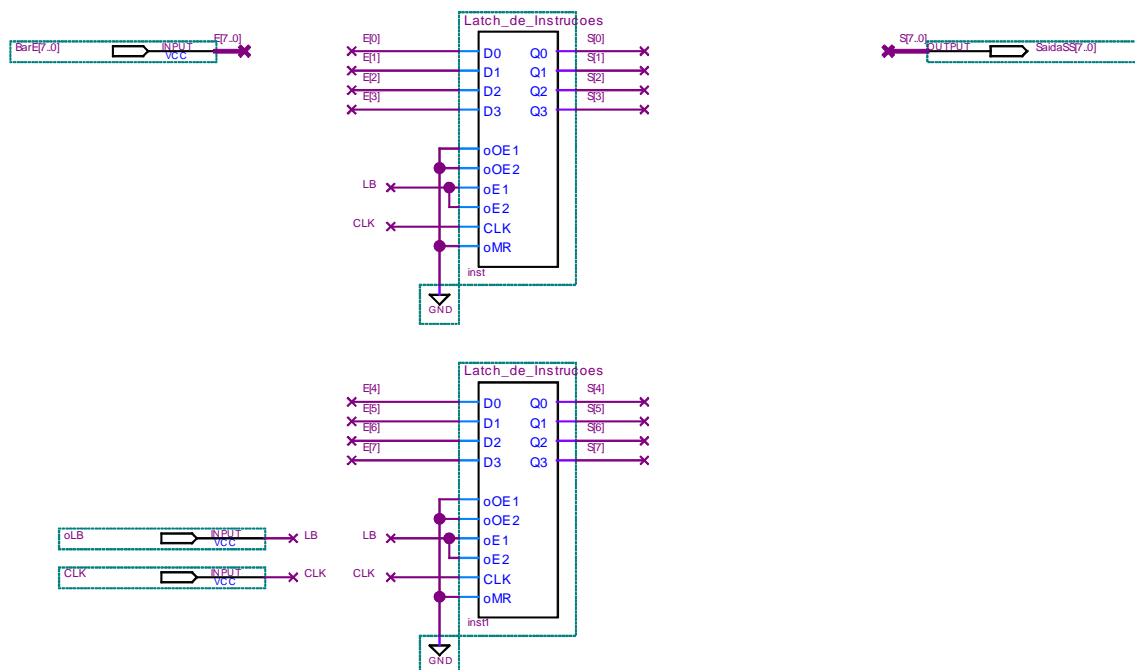 Latch_de_Instrucoes
BarE[7..0]
INPUT
VCC
E[7..0]
E[0]
E[1]
E[2]
E[3]
D0
D1
D2
D3
oOE1
oOE2
oE1
oE2
CLK
oMR
Q0
Q1
Q2
Q3
S[0]
S[1]
S[2]
S[3]
LB
CLK
inst
GND
S[7..0]
OUTPUT
SaidaSS[7..0]
Latch_de_Instrucoes
E[4]
E[5]
E[6]
E[7]
D0
D1
D2
D3
oOE1
oOE2
oE1
oE2
CLK
oMR
Q0
Q1
Q2
Q3
S[4]
S[5]
S[6]
S[7]
oLB
INPUT
VCC
LB
LB
CLK
INPUT
VCC
CLK
CLK
inst1
GND